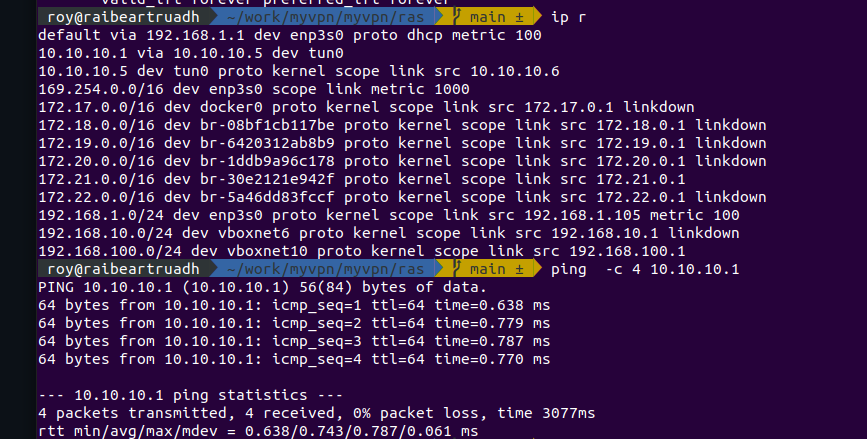 valid_lft forever preferred_lft forever
roy@raibeartruadh ~/work/myvpn/myvpn/ras main ± ip r
default via 192.168.1.1 dev enp3s0 proto dhcp metric 100
10.10.10.1 via 10.10.10.5 dev tun0
10.10.10.5 dev tun0 proto kernel scope link src 10.10.10.6
169.254.0.0/16 dev enp3s0 scope link metric 1000
172.17.0.0/16 dev docker0 proto kernel scope link src 172.17.0.1 linkdown
172.18.0.0/16 dev br-08bf1cb117be proto kernel scope link src 172.18.0.1 linkdown
172.19.0.0/16 dev br-6420312ab8b9 proto kernel scope link src 172.19.0.1 linkdown
172.20.0.0/16 dev br-1ddb9a96c178 proto kernel scope link src 172.20.0.1 linkdown
172.21.0.0/16 dev br-30e2121e942f proto kernel scope link src 172.21.0.1
172.22.0.0/16 dev br-5a46dd83fccf proto kernel scope link src 172.22.0.1 linkdown
192.168.1.0/24 dev enp3s0 proto kernel scope link src 192.168.1.105 metric 100
192.168.10.0/24 dev vboxnet6 proto kernel scope link src 192.168.10.1 linkdown
192.168.100.0/24 dev vboxnet10 proto kernel scope link src 192.168.100.1
roy@raibeartruadh ~/work/myvpn/myvpn/ras main ± ping  -c 4 10.10.10.1
PING 10.10.10.1 (10.10.10.1) 56(84) bytes of data.
64 bytes from 10.10.10.1: icmp_seq=1 ttl=64 time=0.638 ms
64 bytes from 10.10.10.1: icmp_seq=2 ttl=64 time=0.779 ms
64 bytes from 10.10.10.1: icmp_seq=3 ttl=64 time=0.787 ms
64 bytes from 10.10.10.1: icmp_seq=4 ttl=64 time=0.770 ms

--- 10.10.10.1 ping statistics ---
4 packets transmitted, 4 received, 0% packet loss, time 3077ms
rtt min/avg/max/mdev = 0.638/0.743/0.787/0.061 ms